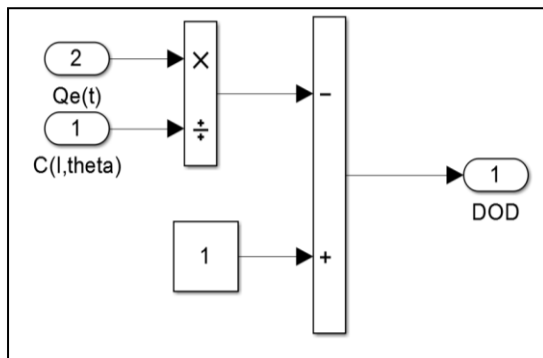 2
×
Qe(t)
÷
1
C(I,theta)
−
1
+
1
DOD